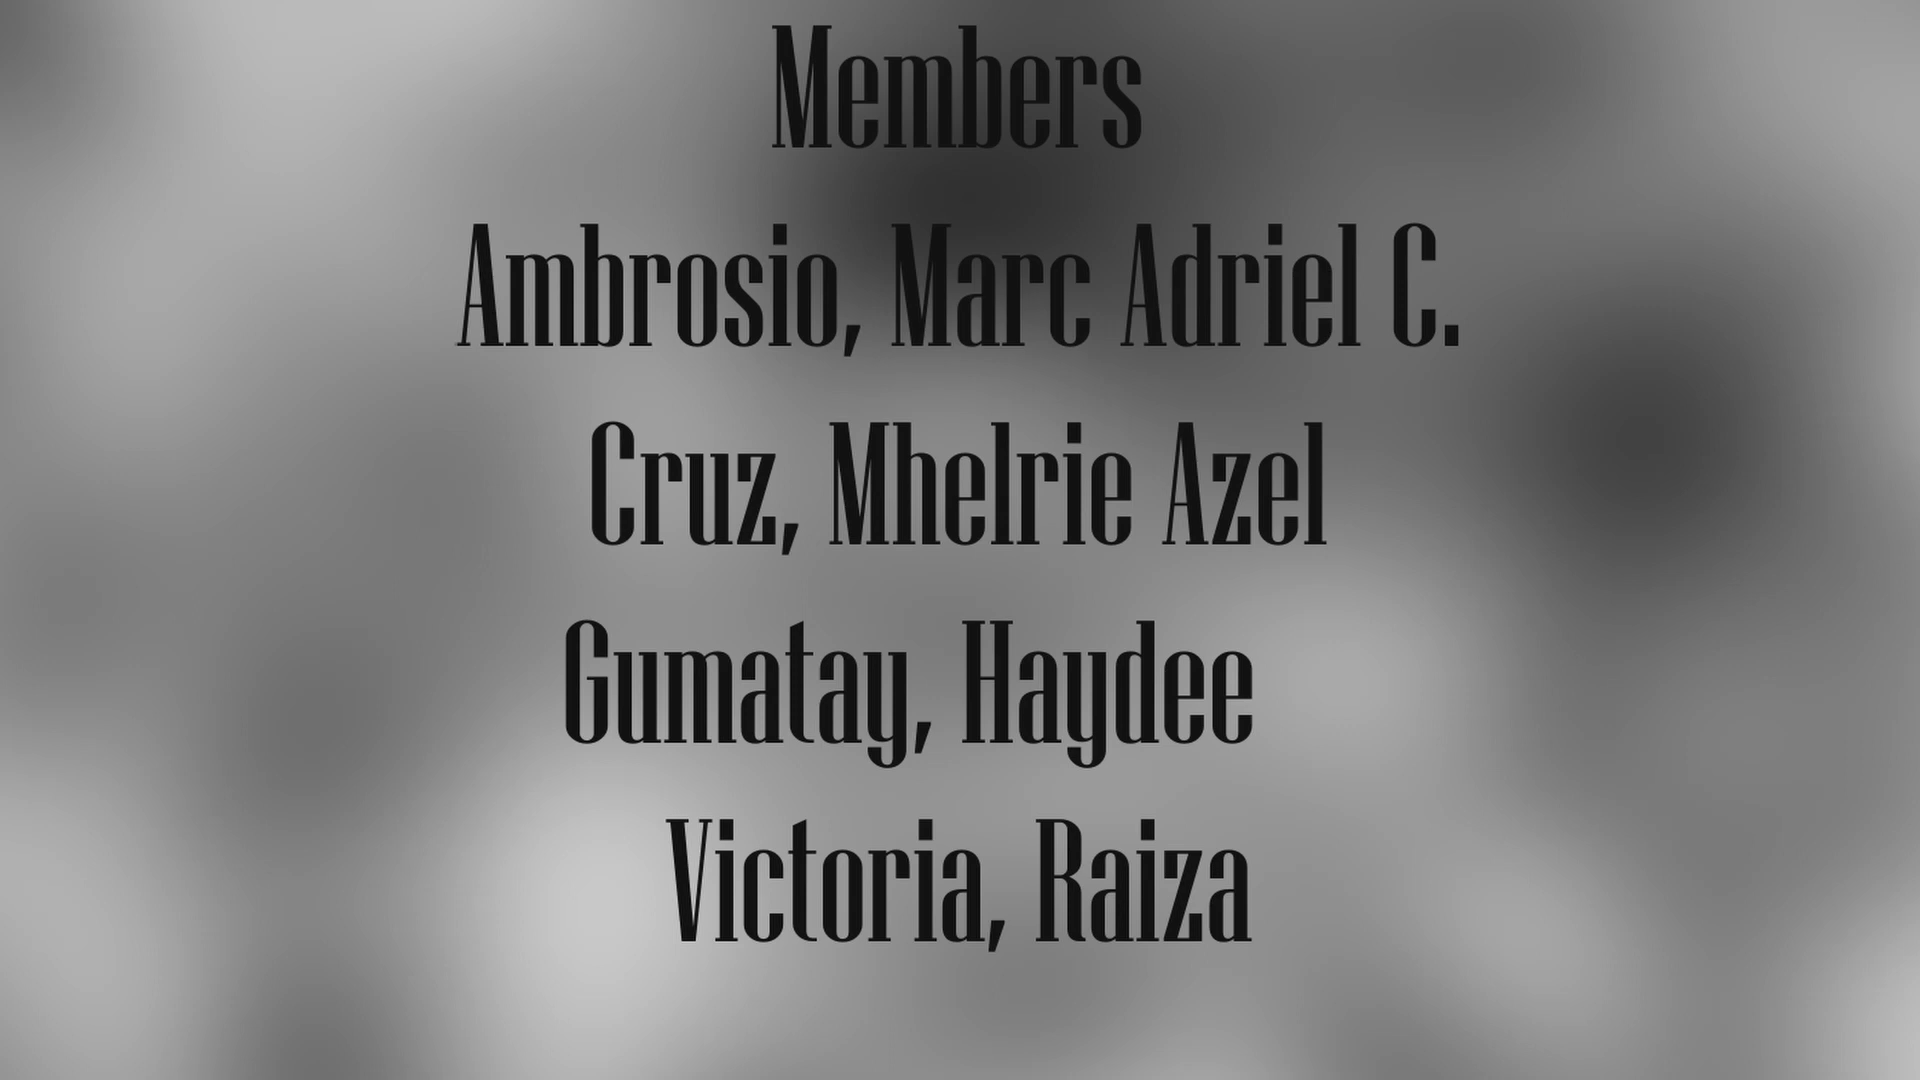 Members
Ambrosio, Marc Adriel C.
Cruz, Mhelrie Azel
Gumatay, Haydee
Victoria, Raiza